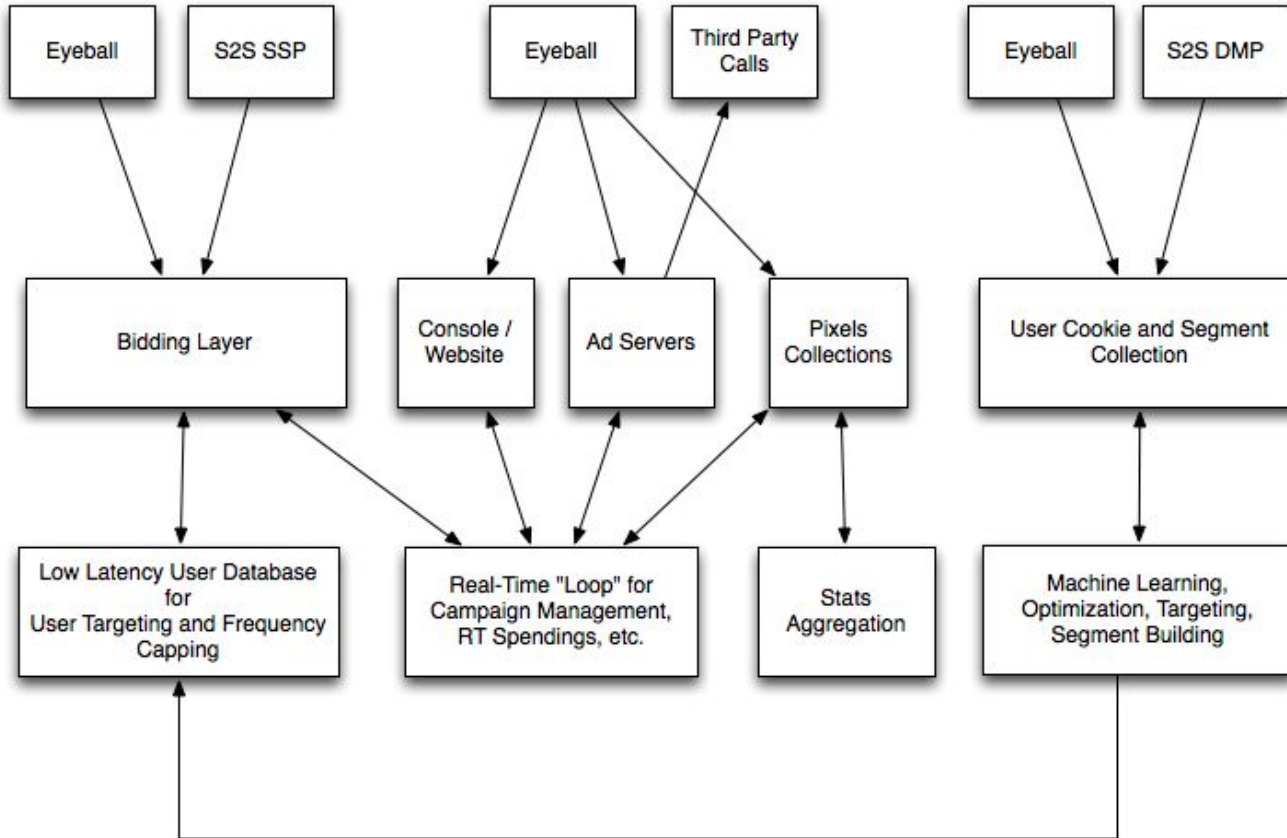 Eyeball
S2S SSP
Eyeball
Third Party
Calls
Eyeball
S2S DMP
Bidding Layer
Console /
Website
Ad Servers
Pixels
Collections
User Cookie and Segment
Collection
Low Latency User Database
for
User Targeting and Frequency
Capping
Real-Time "Loop" for
Campaign Management,
RT Spendings, etc.
Stats
Aggregation
Machine Learning,
Optimization, Targeting,
Segment Building